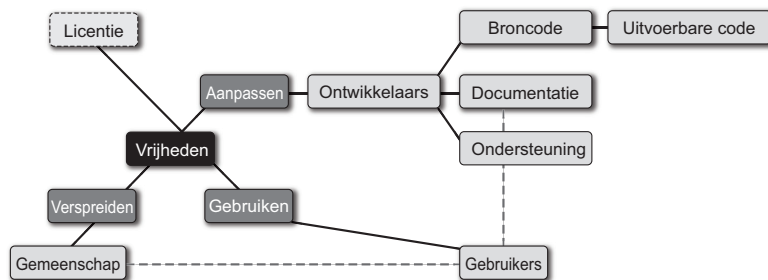 Licentie
Broncode
Uitvoerbare code
Aanpassen
Ontwikkelaars
Documentatie
Vrijheden
Ondersteuning
Verspreiden
Gebruiken
Gemeenschap
Gebruikers